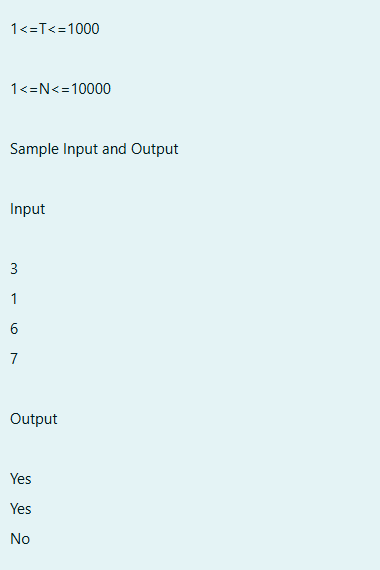 1<=T<=1000
1<=N<=10000
Sample Input and Output
Input
3
1
6
7
Output
Yes
Yes
No